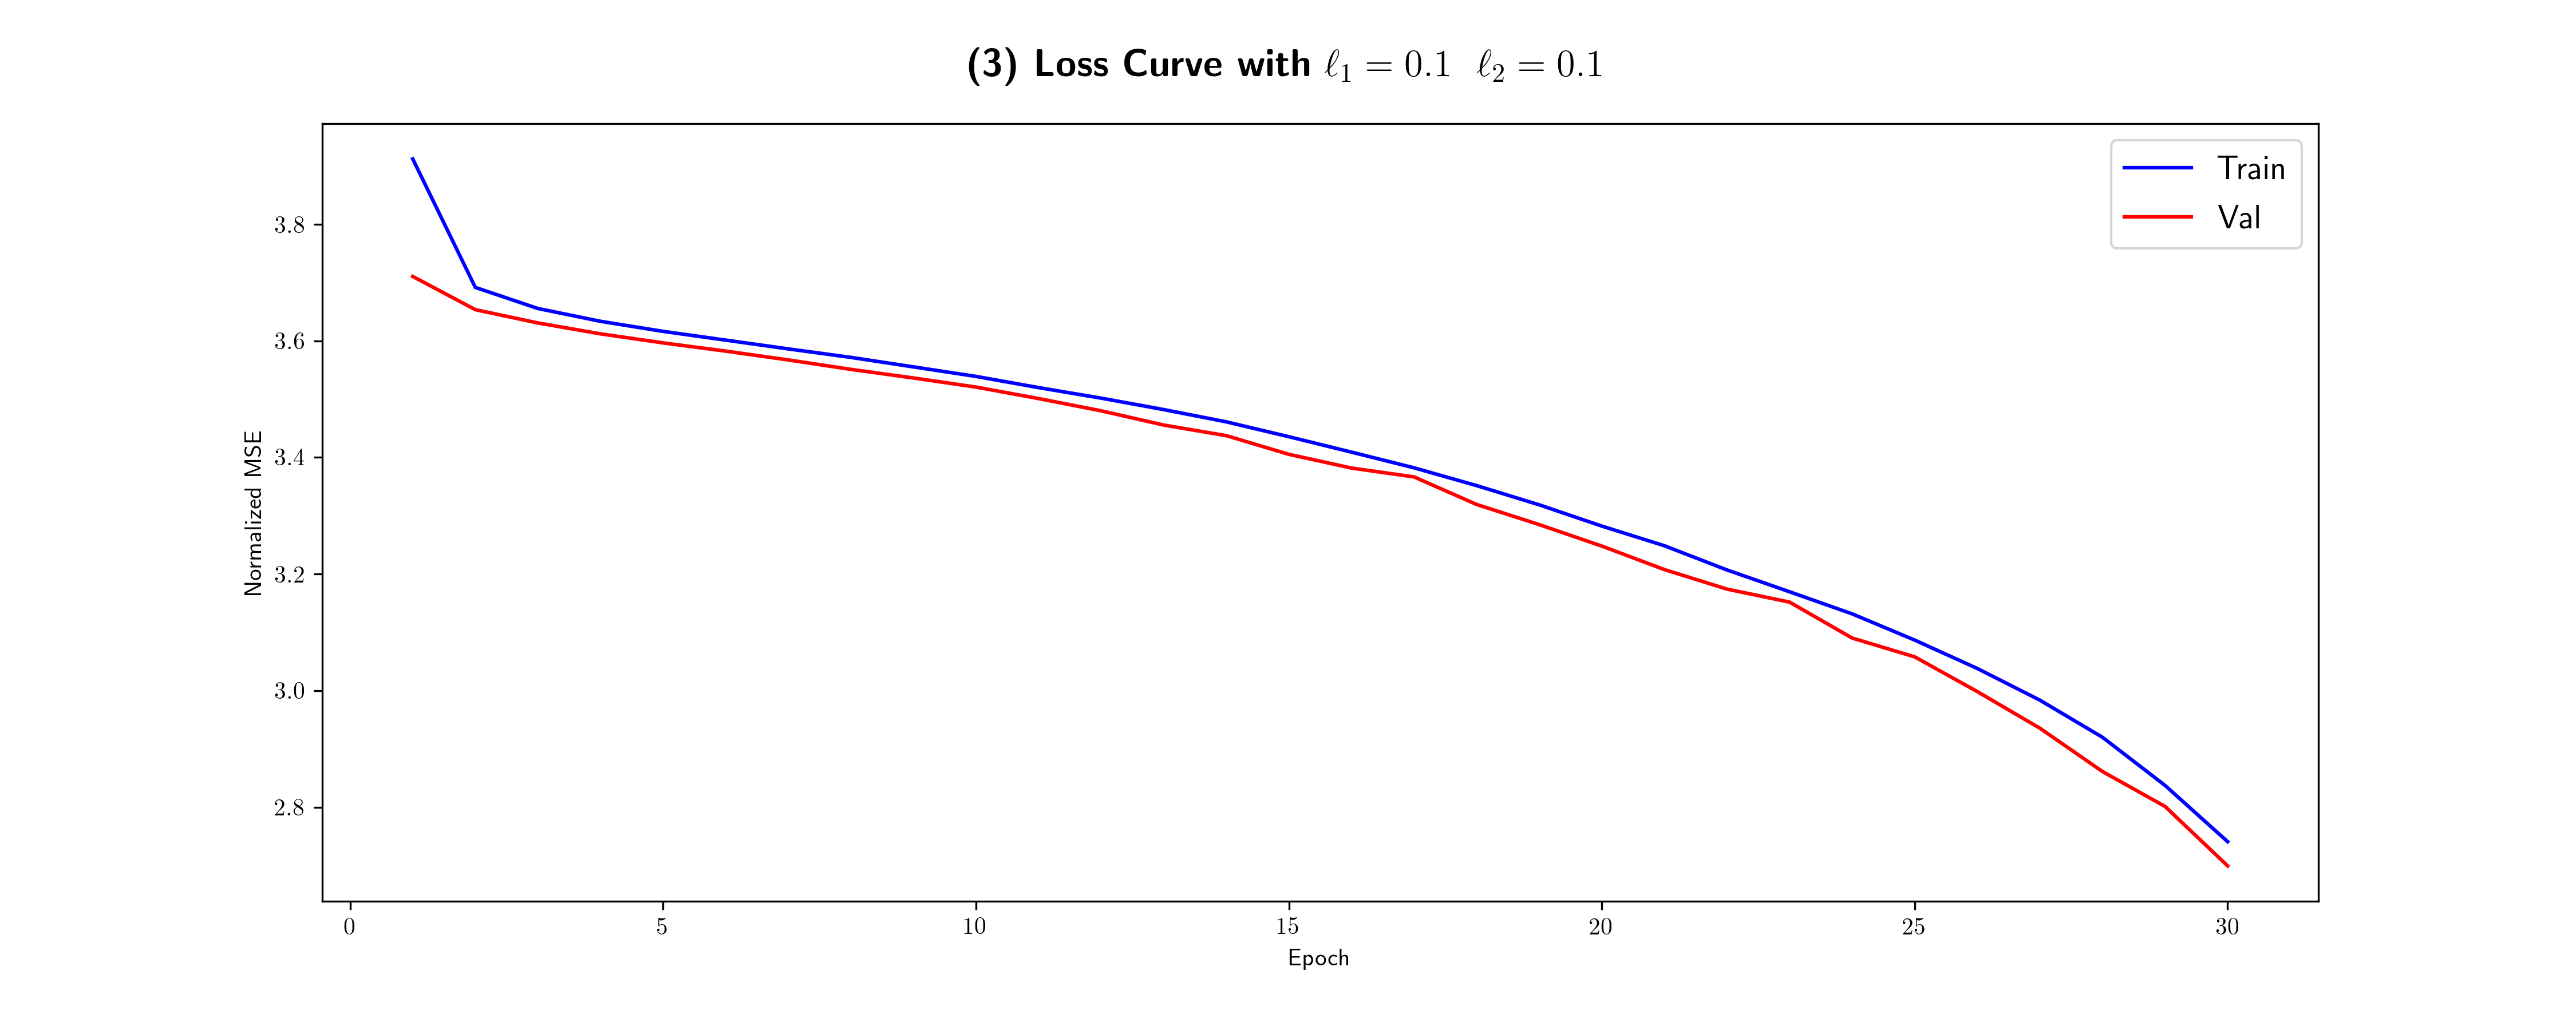 (3) Loss Curve with ℓ₁ = 0.1 ℓ₂ = 0.1
Train
Val
3.8
3.6
3.4
3.2
3.0
2.8
Normalized MSE
0 5 10 15 20 25 30
Epoch